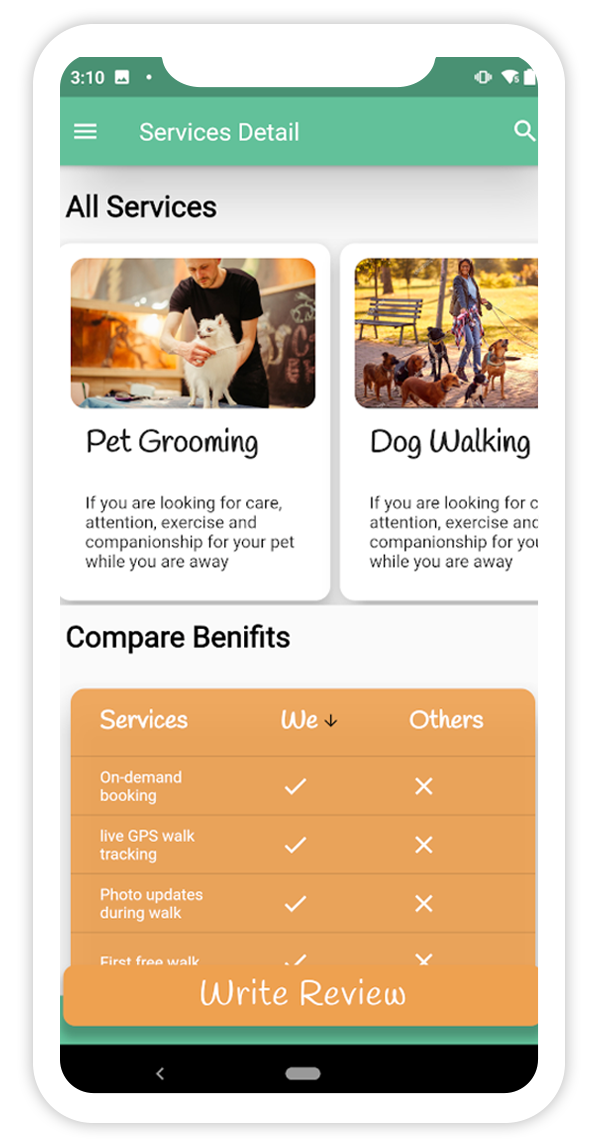 3:10
Services Detail
All Services
Pet Grooming
Dog Walking
If you are looking for care,
attention, exercise and
companionship for your pet
while you are away
If you are looking for c
attention, exercise and
companionship for you
while you are away
Compare Benifits
Services We Others
On-demand
booking
live GPS walk
tracking
Photo updates
during walk
First free walk
Write Review